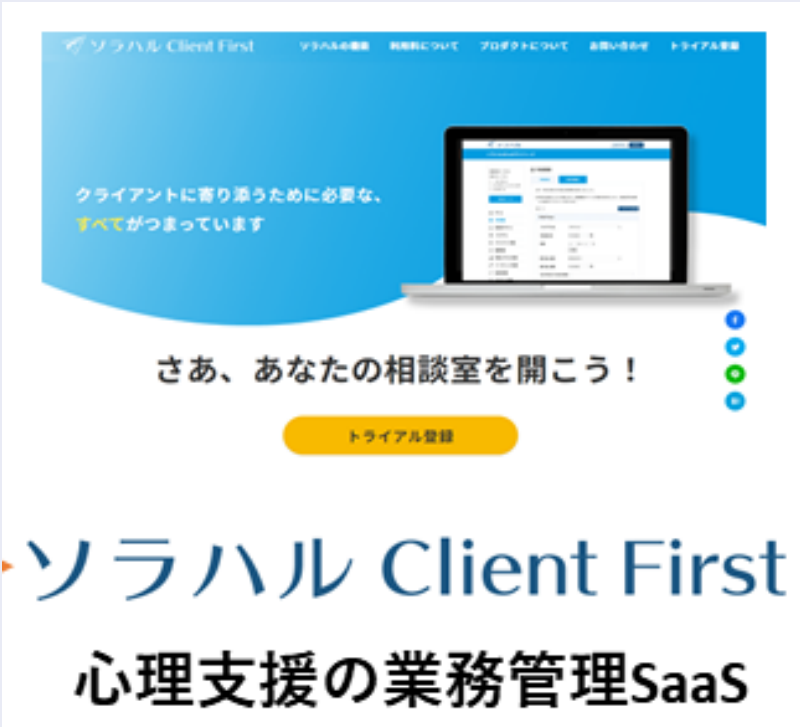 ソラハル Client First
ソラハルの機能 利用料について プロダクトについて お問い合わせ トライアル登録
クライアントに寄り添うために必要な、
すべてがつまっています
さあ、あなたの相談室を開こう！
トライアル登録
ソラハル Client First
心理支援の業務管理SaaS